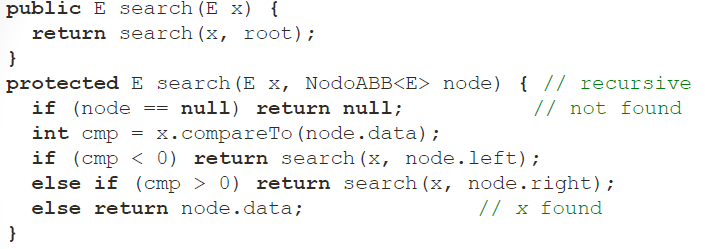 public E search(E x) {
  return search(x, root);
}
protected E search(E x, NodoABB<E> node) { // recursive
  if (node == null) return null;           // not found
  int cmp = x.compareTo(node.data);
  if (cmp < 0) return search(x, node.left);
  else if (cmp > 0) return search(x, node.right);
  else return node.data;              // x found
}